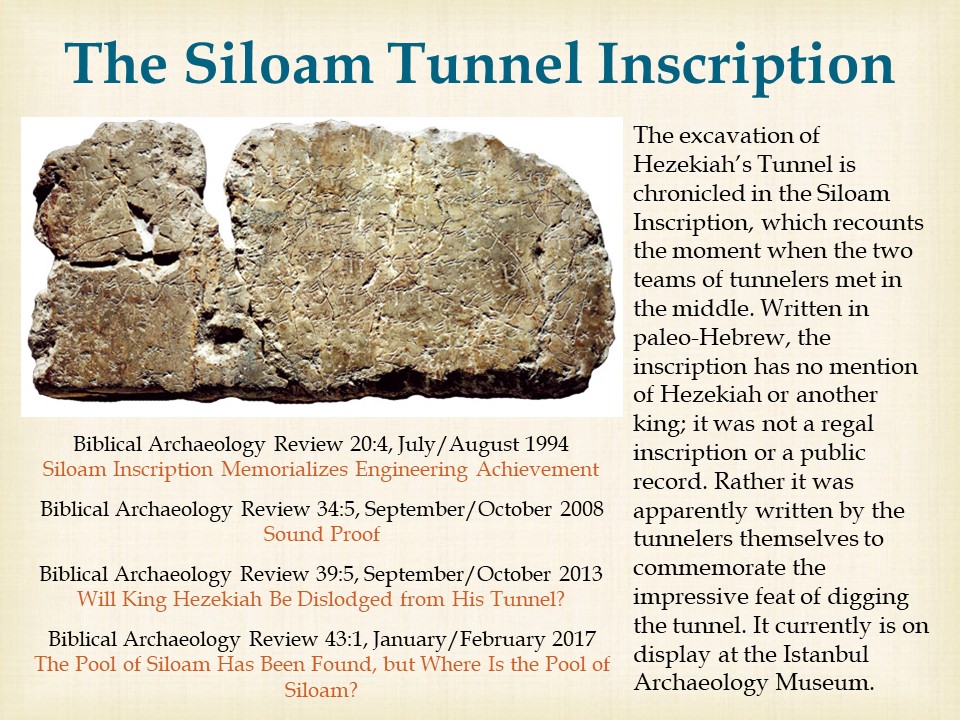 The Siloam Tunnel Inscription
The excavation of
Hezekiah’s Tunnel is
chronicled in the Siloam
Inscription, which recounts
the moment when the two
teams of tunnelers met in
the middle. Written in
paleo-Hebrew, the
inscription has no mention
of Hezekiah or another
king; it was not a regal
inscription or a public
record. Rather it was
apparently written by the
tunnelers themselves to
commemorate the
impressive feat of digging
the tunnel. It currently is on
display at the Istanbul
Archaeology Museum.
Biblical Archaeology Review 20:4, July/August 1994
Siloam Inscription Memorializes Engineering Achievement
Biblical Archaeology Review 34:5, September/October 2008
Sound Proof
Biblical Archaeology Review 39:5, September/October 2013
Will King Hezekiah Be Dislodged from His Tunnel?
Biblical Archaeology Review 43:1, January/February 2017
The Pool of Siloam Has Been Found, but Where Is the Pool of
Siloam?